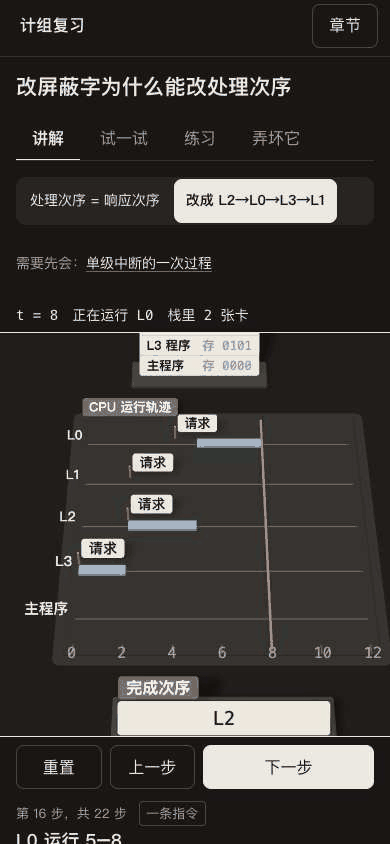 计组复习
章节
改屏蔽字为什么能改处理次序
讲解 试一试 练习 弄坏它
处理次序 = 响应次序 改成 L2→L0→L3→L1
需要先会： 单级中断的一次过程
t = 8 正在运行 L0 栈里 2 张卡
L3 程序 存 0101
主程序 存 0000
CPU 运行轨迹
请求
L0
请求
L1
请求
L2
请求
L3
主程序
0 2 4 6 8 10 12
完成次序
L2
重置 上一步 下一步
第 16 步，共 22 步 一条指令
L0 运行 5—8